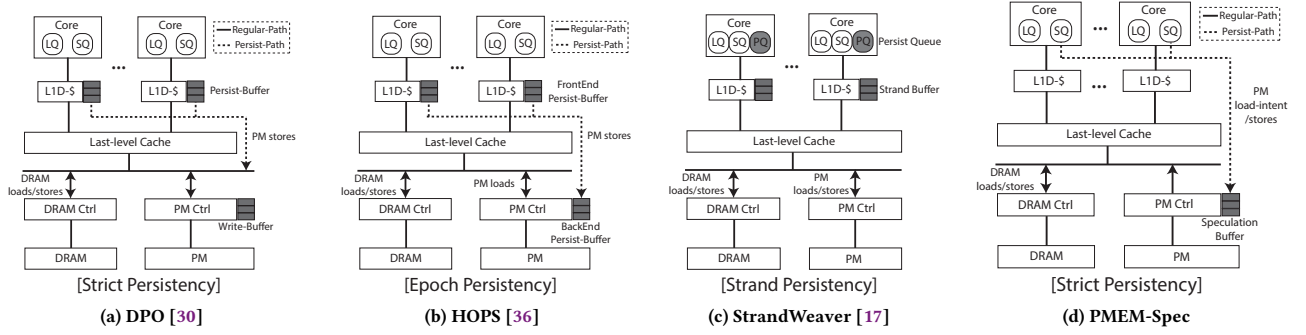 Core
LQ
SQ
...
Core
LQ
SQ
Regular-Path
Persist-Path
L1D-$
L1D-$
Persist-Buffer
Last-level Cache
PM stores
DRAM
loads/stores
DRAM Ctrl
PM Ctrl
Write-Buffer
DRAM
PM
[Strict Persistency]
(a) DPO [30]
Core
LQ
SQ
...
Core
LQ
SQ
Regular-Path
Persist-Path
L1D-$
L1D-$
FrontEnd
Persist-Buffer
Last-level Cache
PM stores
DRAM
loads/stores
PM loads
DRAM Ctrl
PM Ctrl
BackEnd
Persist-Buffer
DRAM
PM
[Epoch Persistency]
(b) HOPS [36]
Core
LQ
SQ
PQ
...
Core
LQ
SQ
PQ
Persist Queue
L1D-$
L1D-$
Strand Buffer
Last-level Cache
DRAM
loads/stores
PM
loads/stores
DRAM Ctrl
PM Ctrl
DRAM
PM
[Strand Persistency]
(c) StrandWeaver [17]
Core
LQ
SQ
...
Core
LQ
SQ
Regular-Path
Persist-Path
L1D-$
...
L1D-$
PM
load-intent
/stores
Last-level Cache
DRAM
loads/stores
DRAM Ctrl
PM Ctrl
Speculation
Buffer
DRAM
PM
[Strict Persistency]
(d) PMEM-Spec